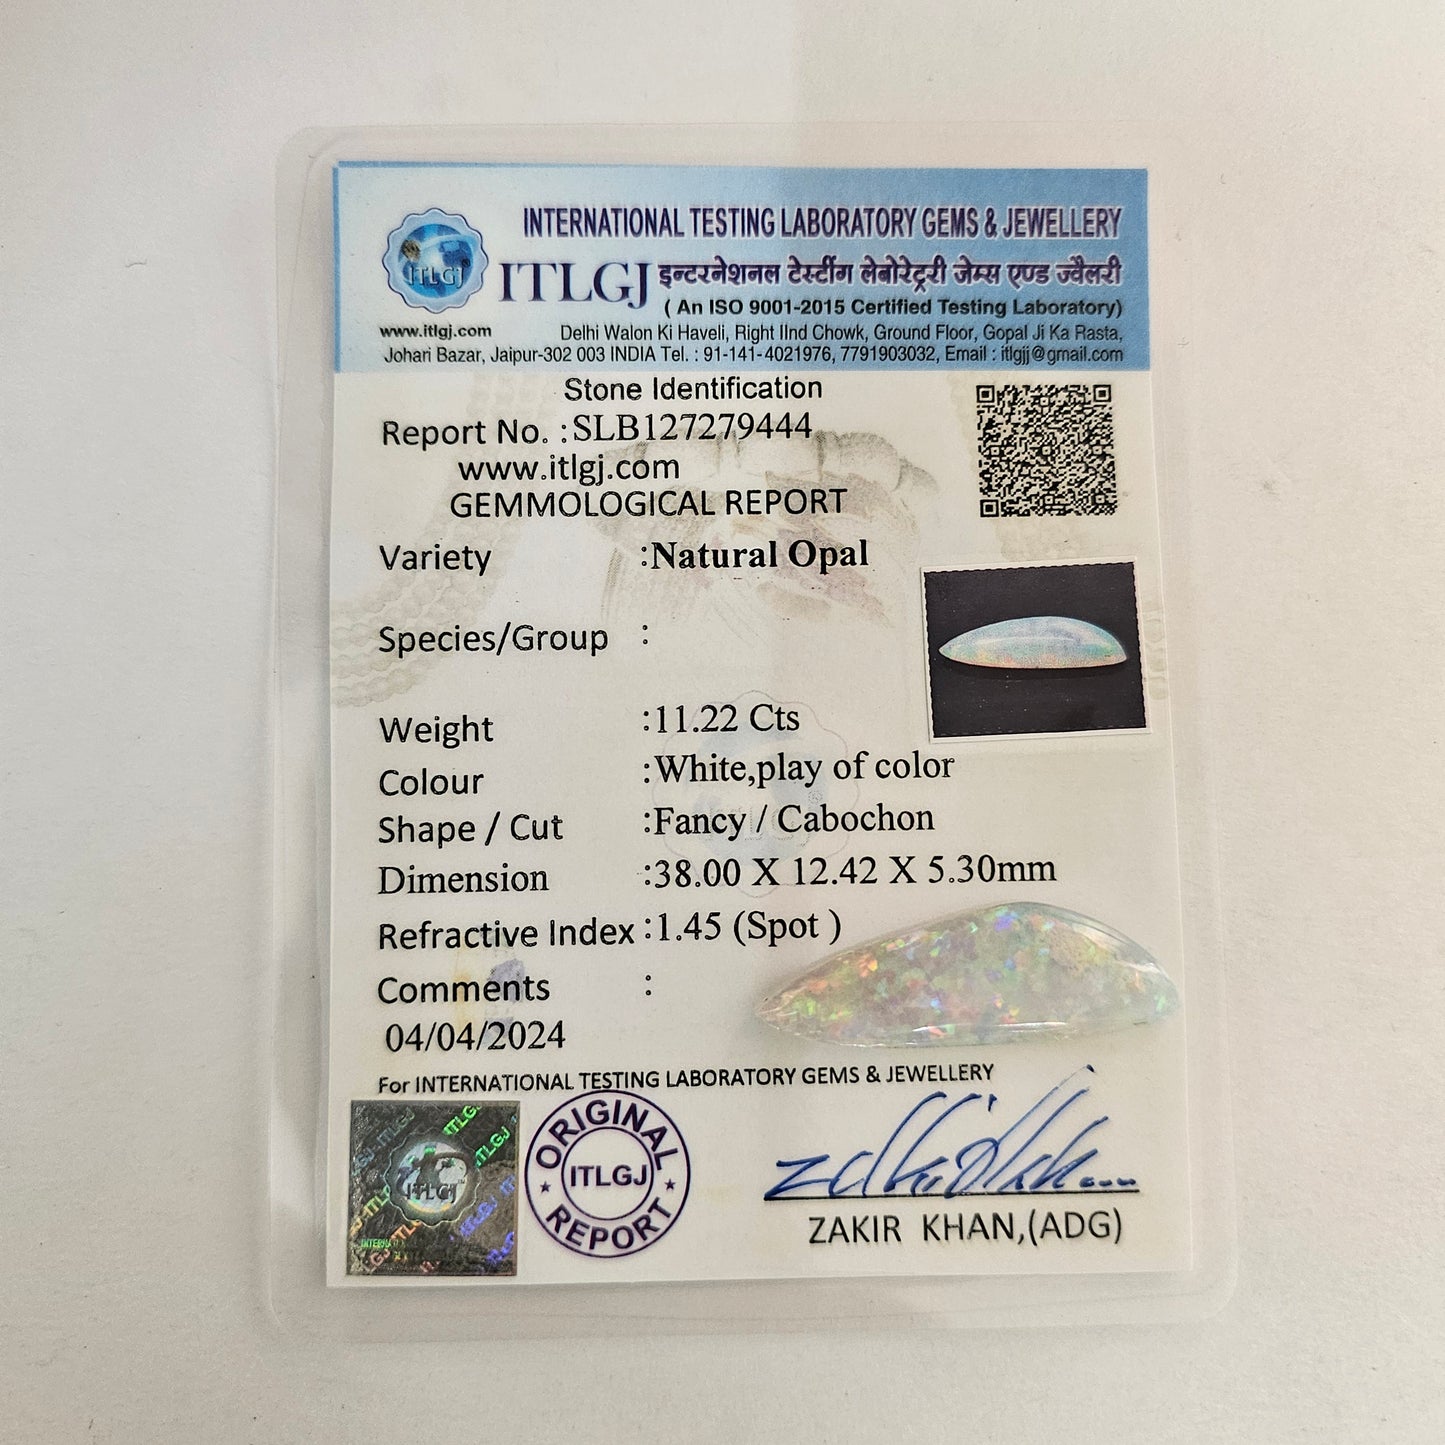 INTERNATIONAL TESTING LABORATORY GEMS & JEWELLERY
ITLGJ
ITLGJ इन्टरनेशनल टेस्टींग लेबोरेट्री जेम्स एण्ड ज्वैलरी
( An ISO 9001-2015 Certified Testing Laboratory)
www.itlgj.com Delhi Walon Ki Haveli, Right IInd Chowk, Ground Floor, Gopal Ji Ka Rasta,
Johari Bazar, Jaipur-302 003 INDIA Tel. : 91-141-4021976, 7791903032, Email : itlgjj@gmail.com
Stone Identification
Report No. :SLB127279444
www.itlgj.com
GEMMOLOGICAL REPORT
Variety :Natural Opal
Species/Group :
Weight :11.22 Cts
Colour :White,play of color
Shape / Cut :Fancy / Cabochon
Dimension :38.00 X 12.42 X 5.30mm
Refractive Index :1.45 (Spot )
Comments :
04/04/2024
For INTERNATIONAL TESTING LABORATORY GEMS & JEWELLERY
ITLGJ
ORIGINAL
ITLGJ
REPORT
ZAKIR KHAN,(ADG)